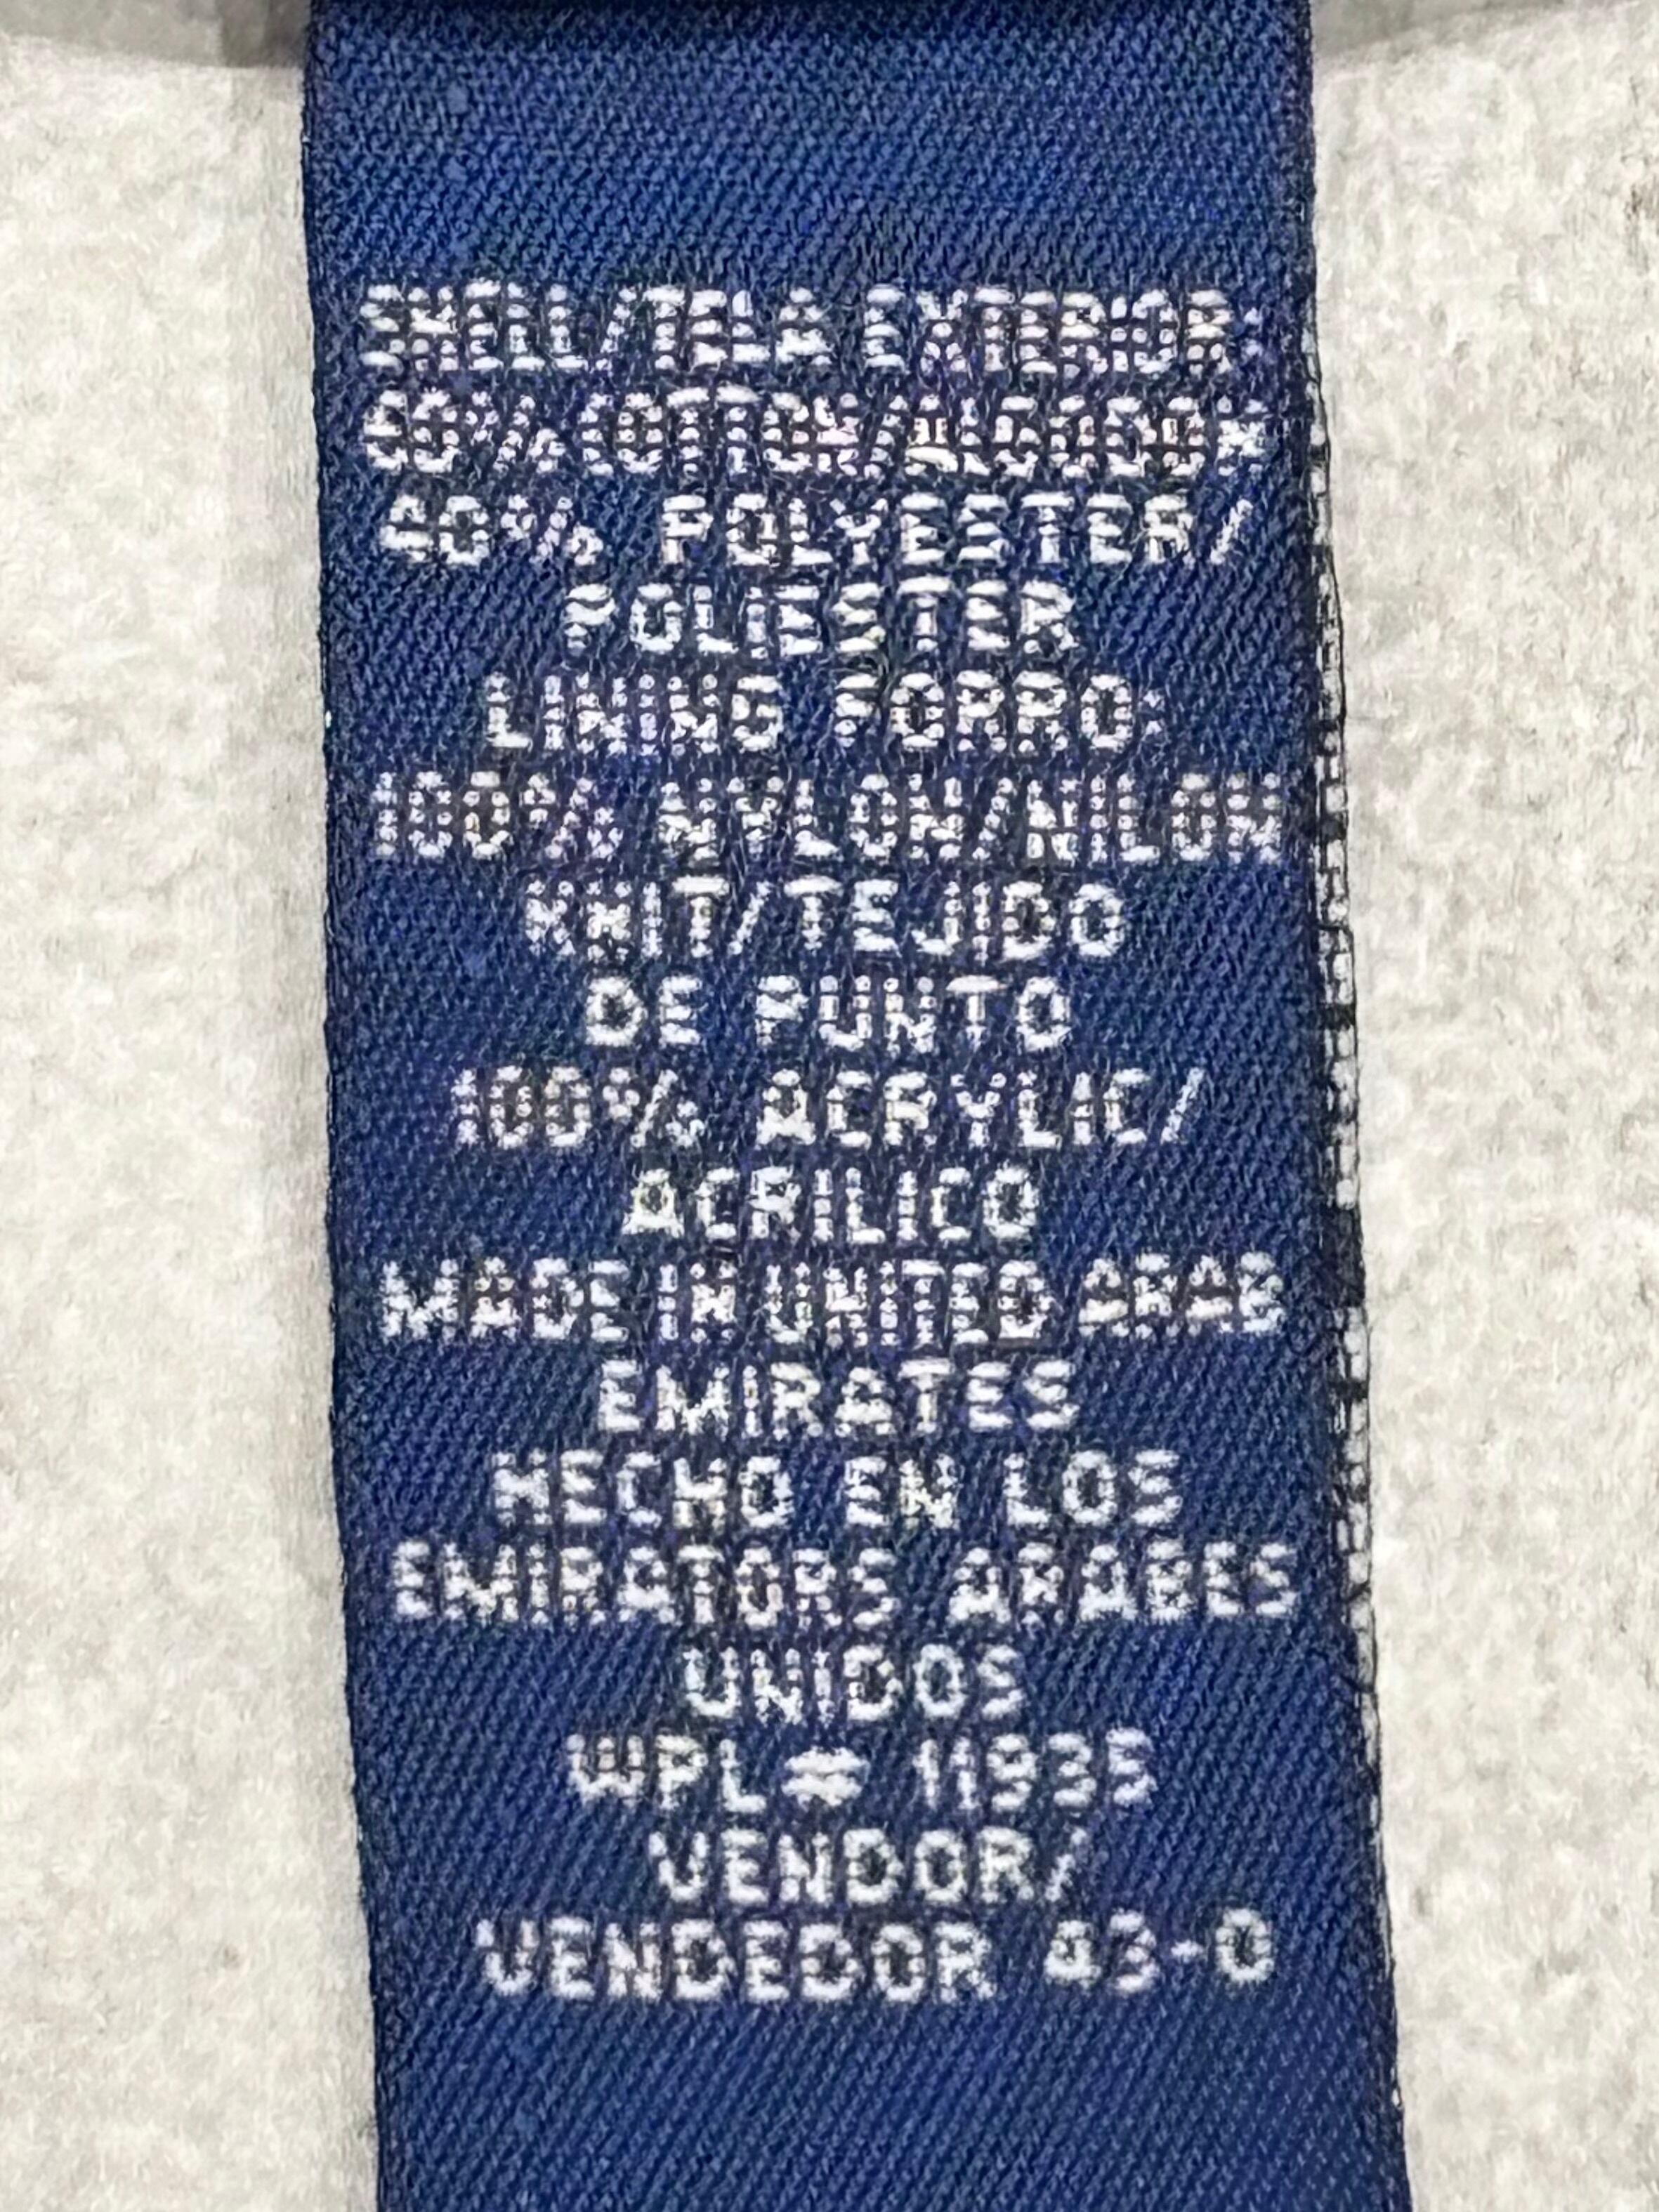 SHELL/TELA EXTERIOR:
60% COTTON/ALGODON
40% POLYESTER/
POLIESTER
LINING FORRO:
100% NYLON/NILON
KNIT/TEJIDO
DE PUNTO
100% ACRYLIC/
ACRILICO
MADE IN UNITED ARAB
EMIRATES
HECHO EN LOS
EMIRATORS ARABES
UNIDOS
WPL# 11935
VENDOR/
VENDEDOR 43-0